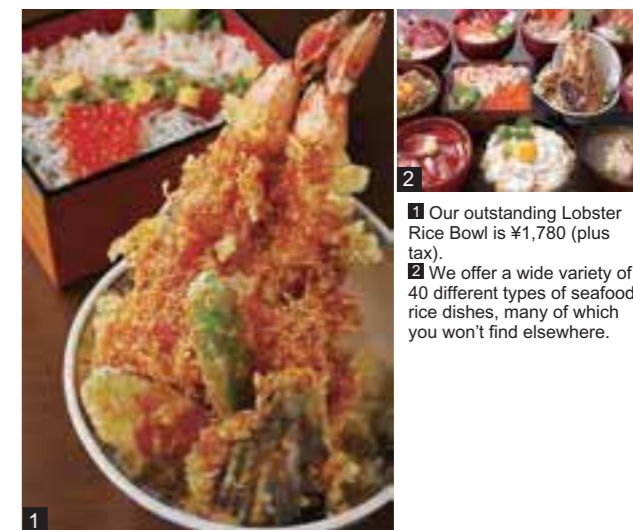 2
1
1 Our outstanding Lobster
Rice Bowl is ¥1,780 (plus
tax).
2 We offer a wide variety of
40 different types of seafood
rice dishes, many of which
you won't find elsewhere.